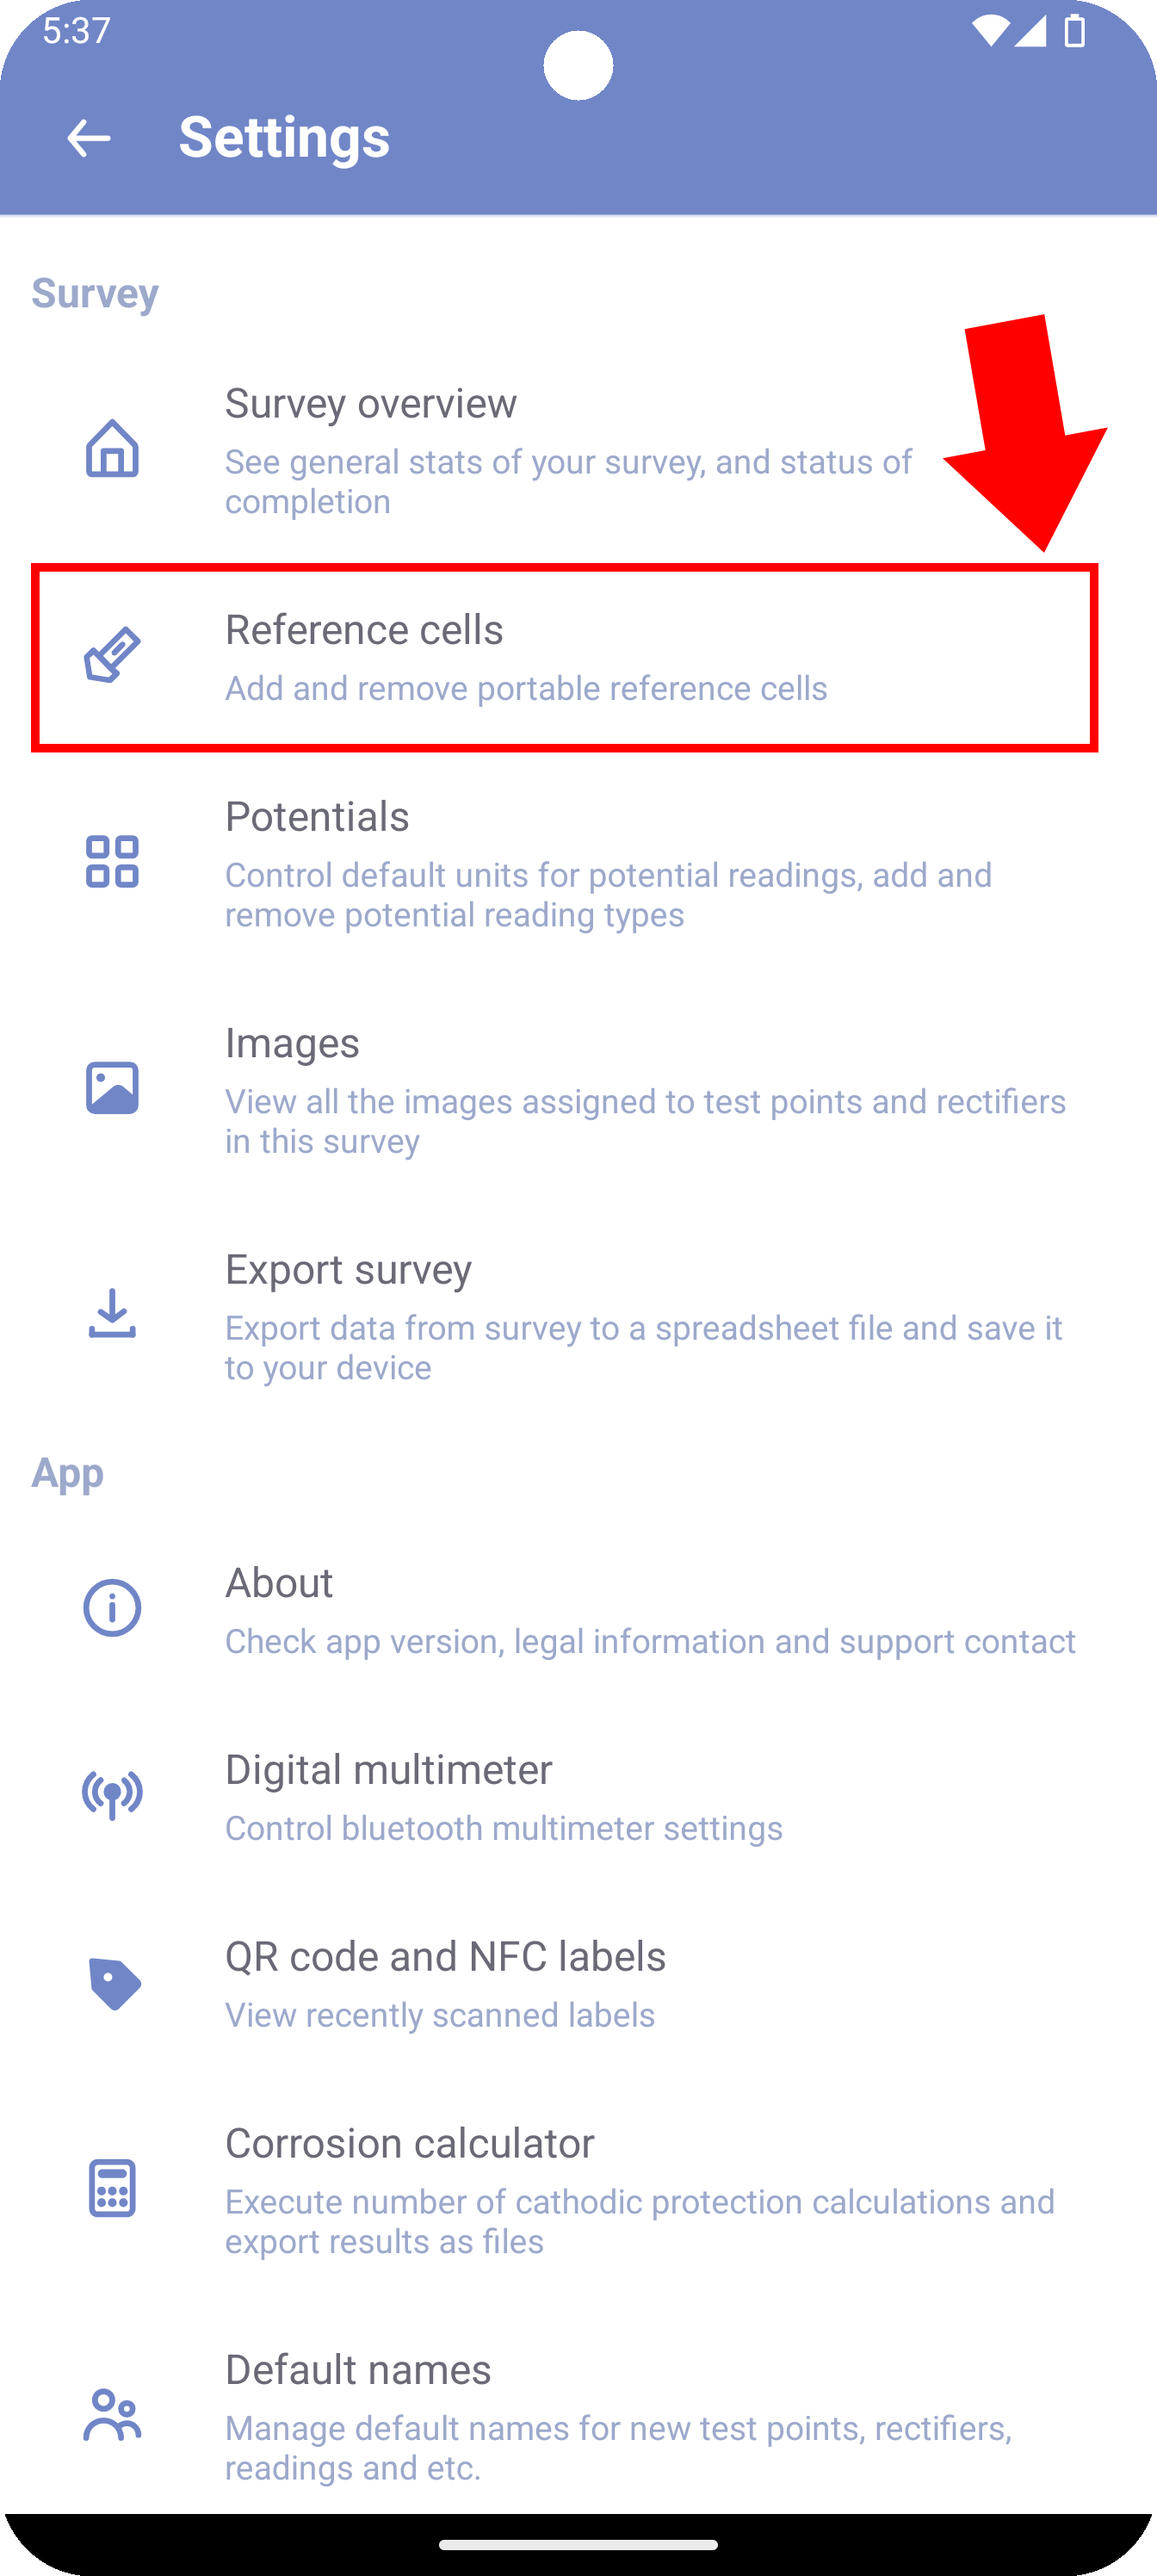 5:37
Settings
Survey
Survey overview
See general stats of your survey, and status of
completion
Reference cells
Add and remove portable reference cells
Potentials
Control default units for potential readings, add and
remove potential reading types
Images
View all the images assigned to test points and rectifiers
in this survey
Export survey
Export data from survey to a spreadsheet file and save it
to your device
App
About
Check app version, legal information and support contact
Digital multimeter
Control bluetooth multimeter settings
QR code and NFC labels
View recently scanned labels
Corrosion calculator
Execute number of cathodic protection calculations and
export results as files
Default names
Manage default names for new test points, rectifiers,
readings and etc.